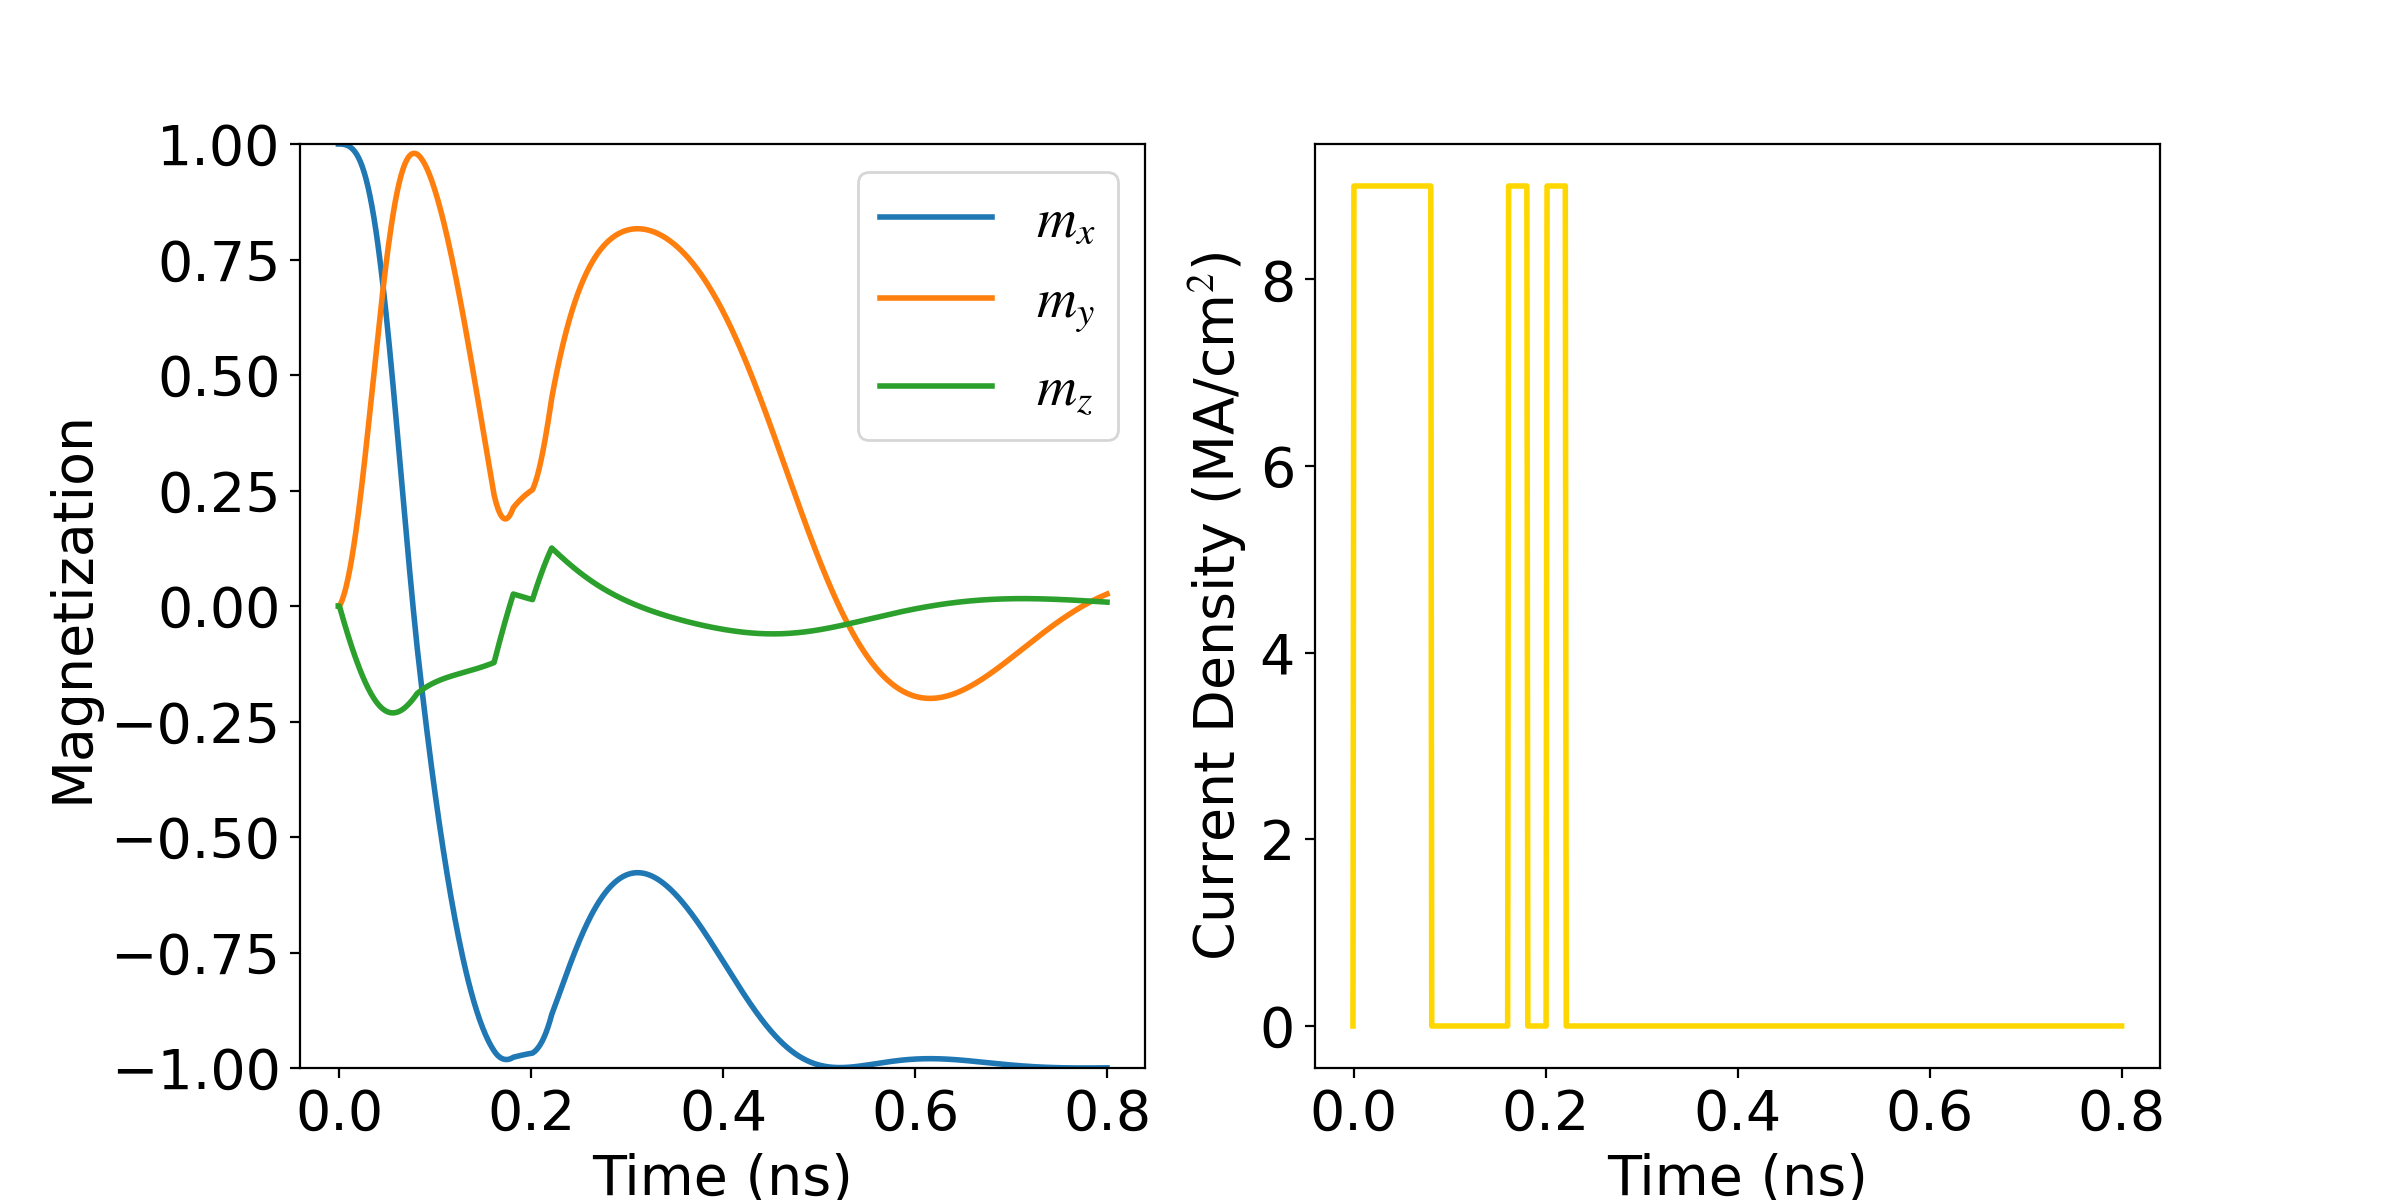 Magnetization
1.00
0.75
0.50
0.25
0.00
−0.25
−0.50
−0.75
−1.00
0.0 0.2 0.4 0.6 0.8
Time (ns)
m_x
m_y
m_z
Current Density (MA/cm²)
8
6
4
2
0
0.0 0.2 0.4 0.6 0.8
Time (ns)